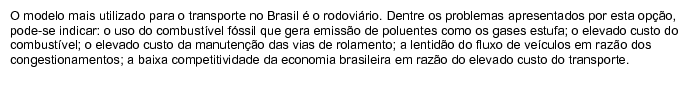 O modelo mais utilizado para o transporte no Brasil é o rodoviário. Dentre os problemas apresentados por esta opção,
pode-se indicar: o uso do combustível fóssil que gera emissão de poluentes como os gases estufa; o elevado custo do
combustível; o elevado custo da manutenção das vias de rolamento; a lentidão do fluxo de veículos em razão dos
congestionamentos; a baixa competitividade da economia brasileira em razão do elevado custo do transporte.